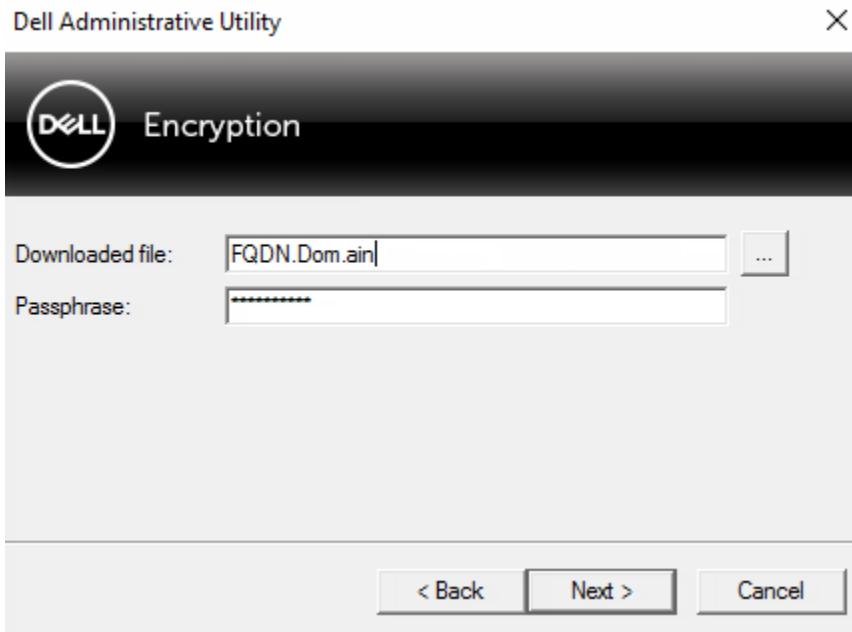 Dell Administrative Utility
DELL Encryption
Downloaded file: FQDN.Dom.ain ...
Passphrase: **********
< Back Next > Cancel